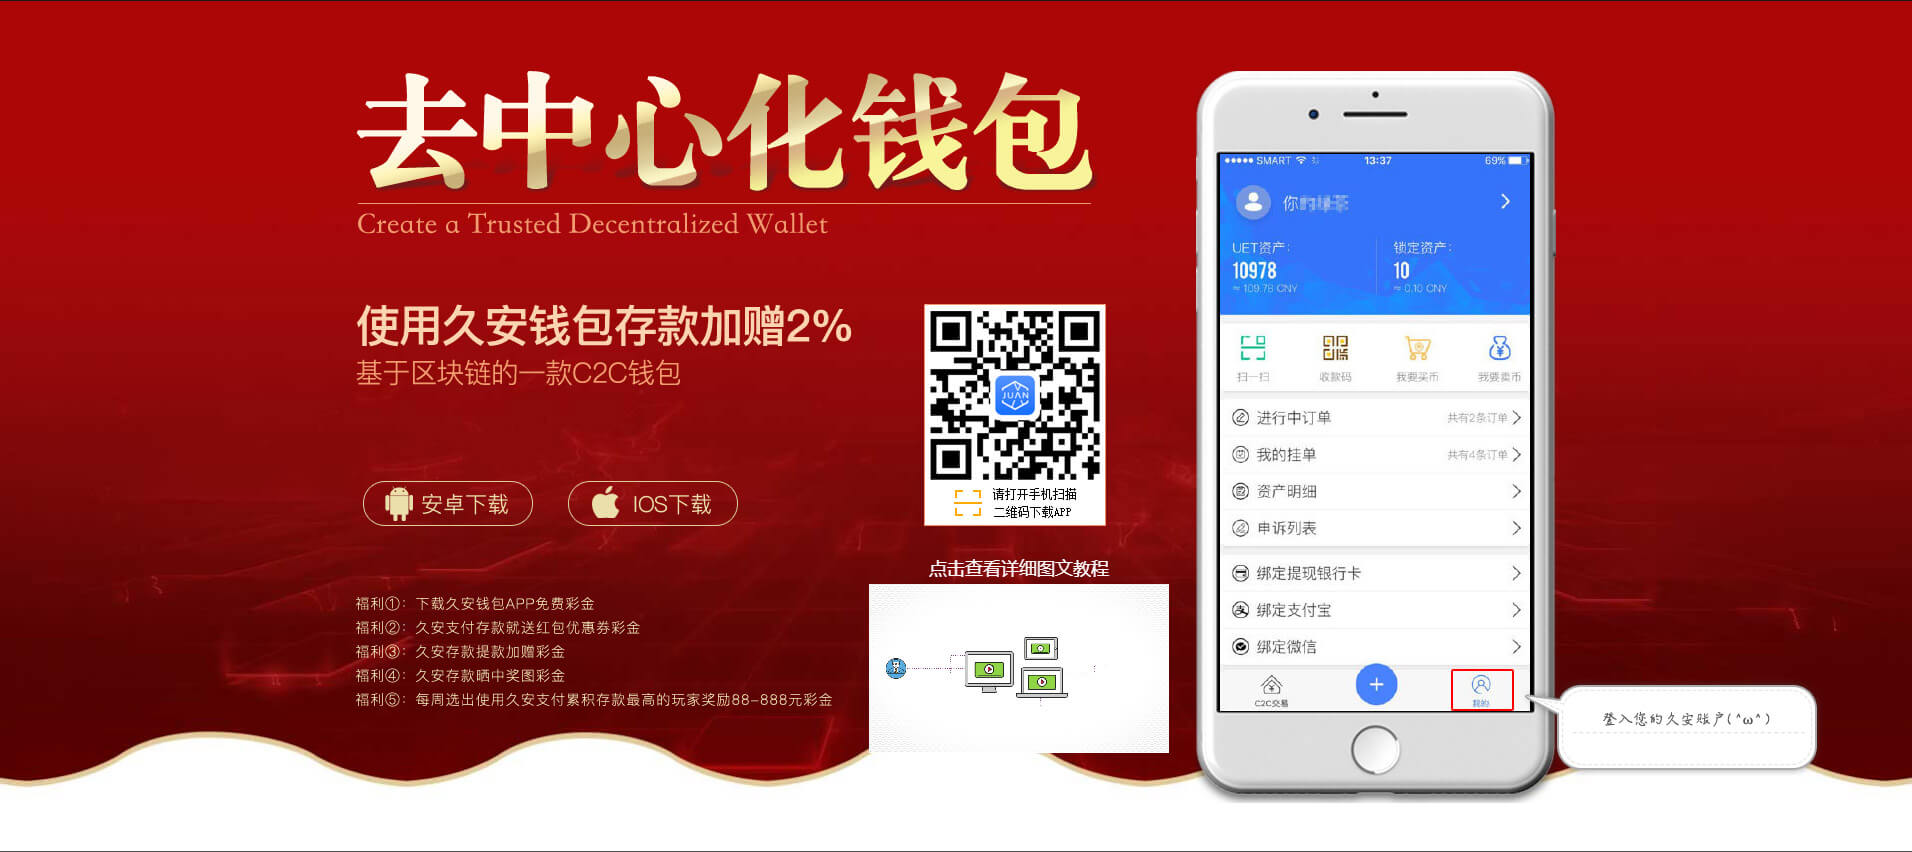 去中心化钱包
Create a Trusted Decentralized Wallet
使用久安钱包存款加赠2%
基于区块链的一款C2C钱包
安卓下载
IOS下载
JUAN
请打开手机扫描
二维码下载APP
点击查看详细图文教程
福利①：下载久安钱包APP免费彩金
福利②：久安支付存款就送红包优惠券彩金
福利③：久安存款提款加赠彩金
福利④：久安存款晒中奖图彩金
福利⑤：每周选出使用久安支付累积存款最高的玩家奖励88-888元彩金
SMART 13:37 69%
你
UET资产： 锁定资产：
10978 10
≈ 109.78 CNY ≈ 0.10 CNY
扫一扫 收款码 我要买币 我要卖币
进行中订单 共有2条订单
我的挂单 共有4条订单
资产明细
申诉列表
绑定提现银行卡
绑定支付宝
绑定微信
C2C交易 我的
登入您的久安账户(^ω^)